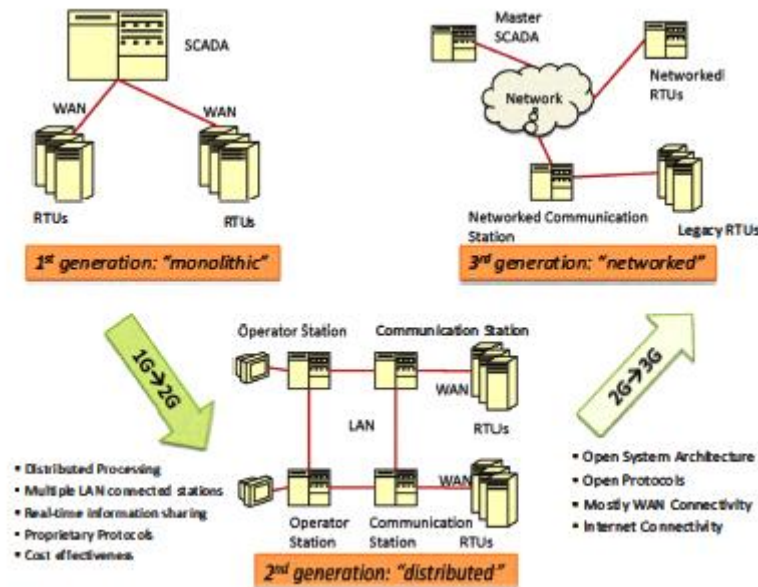 SCADA
WAN
WAN
RTUs
RTUs
1st generation: "monolithic"
Master
SCADA
Network
Networked
RTUs
Networked Communication
Station
Legacy RTUs
3rd generation: "networked"
1G→2G
Distributed Processing
Multiple LAN connected stations
Real-time information sharing
Proprietary Protocols
Cost effectiveness
Operator Station
Communication Station
WAN
RTUs
LAN
WAN
Operator
Station
Communication
Station
RTUs
2nd generation: "distributed"
2G→3G
Open System Architecture
Open Protocols
Mostly WAN Connectivity
Internet Connectivity